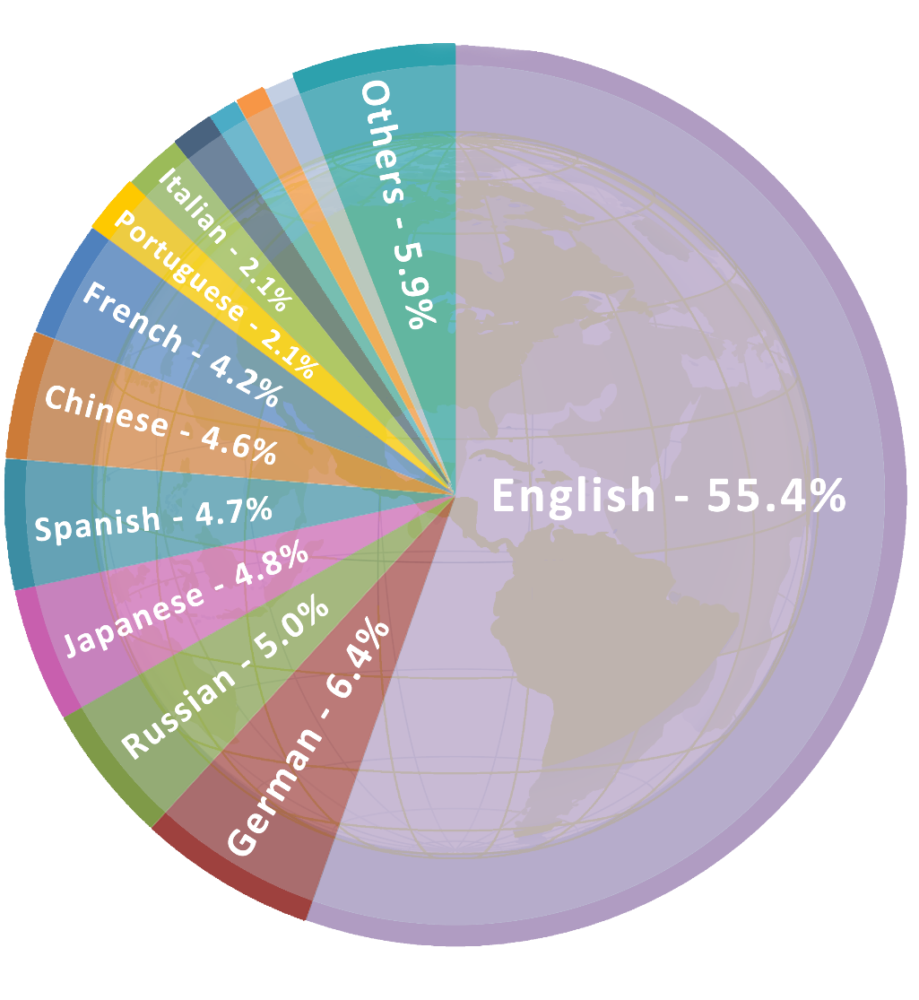 Others - 5.9%
Italian - 2.1%
Portuguese - 2.1%
French - 4.2%
Chinese - 4.6%
Spanish - 4.7%
Japanese - 4.8%
Russian - 5.0%
German - 6.4%
English - 55.4%